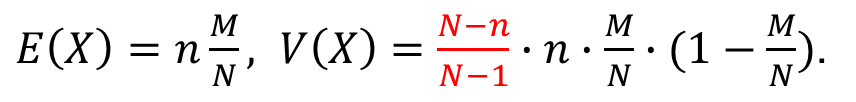 E(X) = n M/N, V(X) = N−n/N−1 · n · M/N · (1 − M/N).